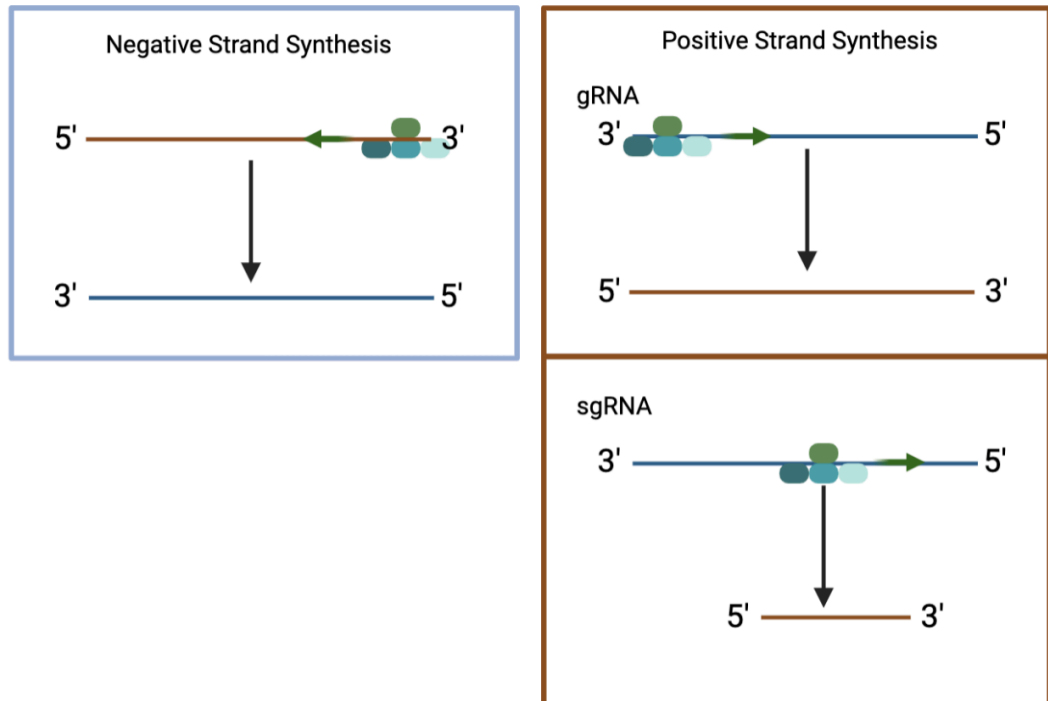 Negative Strand Synthesis
5' 3'
3' 5'
Positive Strand Synthesis
gRNA
3' 5'
5' 3'
sgRNA
3' 5'
5' 3'